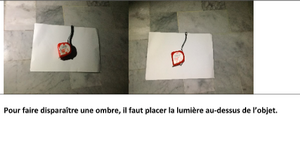 Pour faire disparaître une ombre, il faut placer la lumière au-dessus de l'objet.